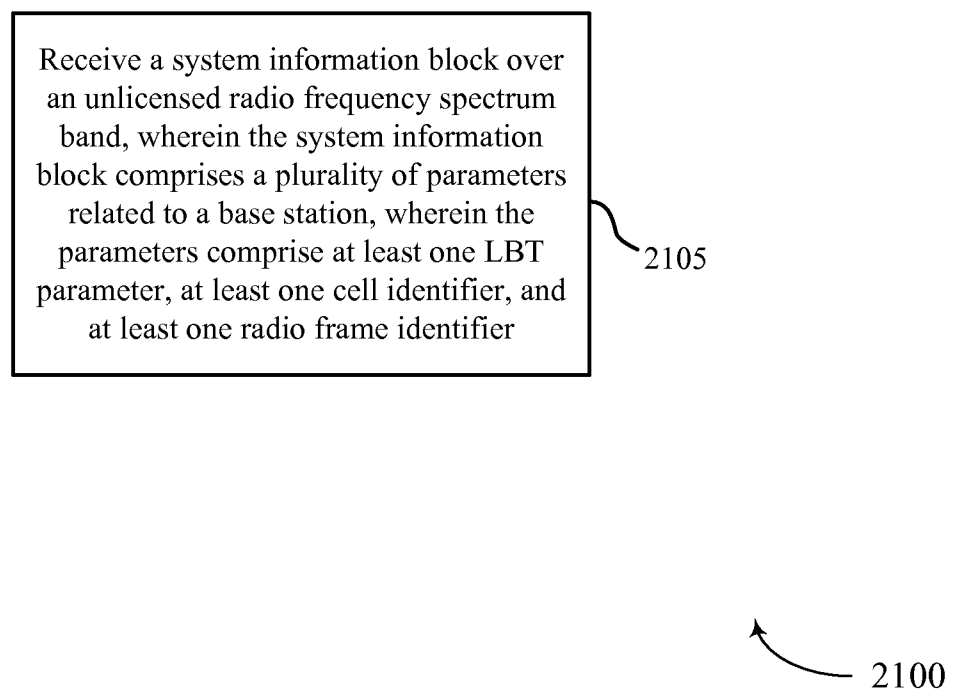 Receive a system information block over
an unlicensed radio frequency spectrum
band, wherein the system information
block comprises a plurality of parameters
related to a base station, wherein the
parameters comprise at least one LBT
parameter, at least one cell identifier, and
at least one radio frame identifier
2105
2100